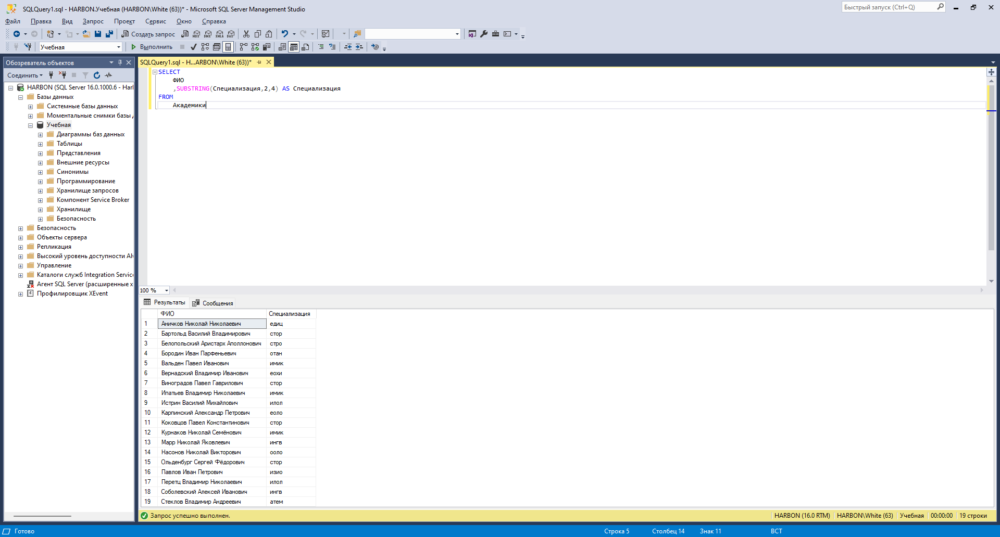 SQLQuery1.sql - HARBON.Учебная (HARBON\White (63))* - Microsoft SQL Server Management Studio
Быстрый запуск (Ctrl+Q)
Файл Правка Вид Запрос Проект Сервис Окно Справка
Создать запрос MDX DMX XMLA DAX
Учебная Выполнить
Обозреватель объектов
SQLQuery1.sql - H...ARBON\White (63))*
Соединить
HARBON (SQL Server 16.0.1000.6 - Harl
Базы данных
Системные базы данных
Моментальные снимки базы
Учебная
Диаграммы баз данных
Таблицы
Представления
Внешние ресурсы
Синонимы
Программирование
Хранилище запросов
Компонент Service Broker
Хранилище
Безопасность
Безопасность
Объекты сервера
Репликация
Высокий уровень доступности Al
Управление
Каталоги служб Integration Servic
Агент SQL Server (расширенные х
Профилировщик XEvent
SELECT
ФИО
,SUBSTRING(Специализация,2,4) AS Специализация
FROM
Академики
100 %
Результаты Сообщения
ФИО Специализация
1 Аничков Николай Николаевич едиц
2 Бартольд Василий Владимирович стор
3 Белопольский Аристарх Аполлонович стро
4 Бородин Иван Парфеньевич отан
5 Вальден Павел Иванович имик
6 Вернадский Владимир Иванович еохи
7 Виноградов Павел Гаврилович стор
8 Ипатьев Владимир Николаевич имик
9 Истрин Василий Михайлович илол
10 Карпинский Александр Петрович еоло
11 Коковцов Павел Константинович стор
12 Курнаков Николай Семёнович имик
13 Марр Николай Яковлевич ингв
14 Насонов Николай Викторович ооло
15 Ольденбург Сергей Фёдорович стор
16 Павлов Иван Петрович изио
17 Перетц Владимир Николаевич илол
18 Соболевский Алексей Иванович ингв
19 Стеклов Владимир Андреевич атем
Запрос успешно выполнен. HARBON (16.0 RTM) HARBON\White (63) Учебная 00:00:00 19 строки
Готово Строка 5 Столбец 14 Знак 11 ВСТ